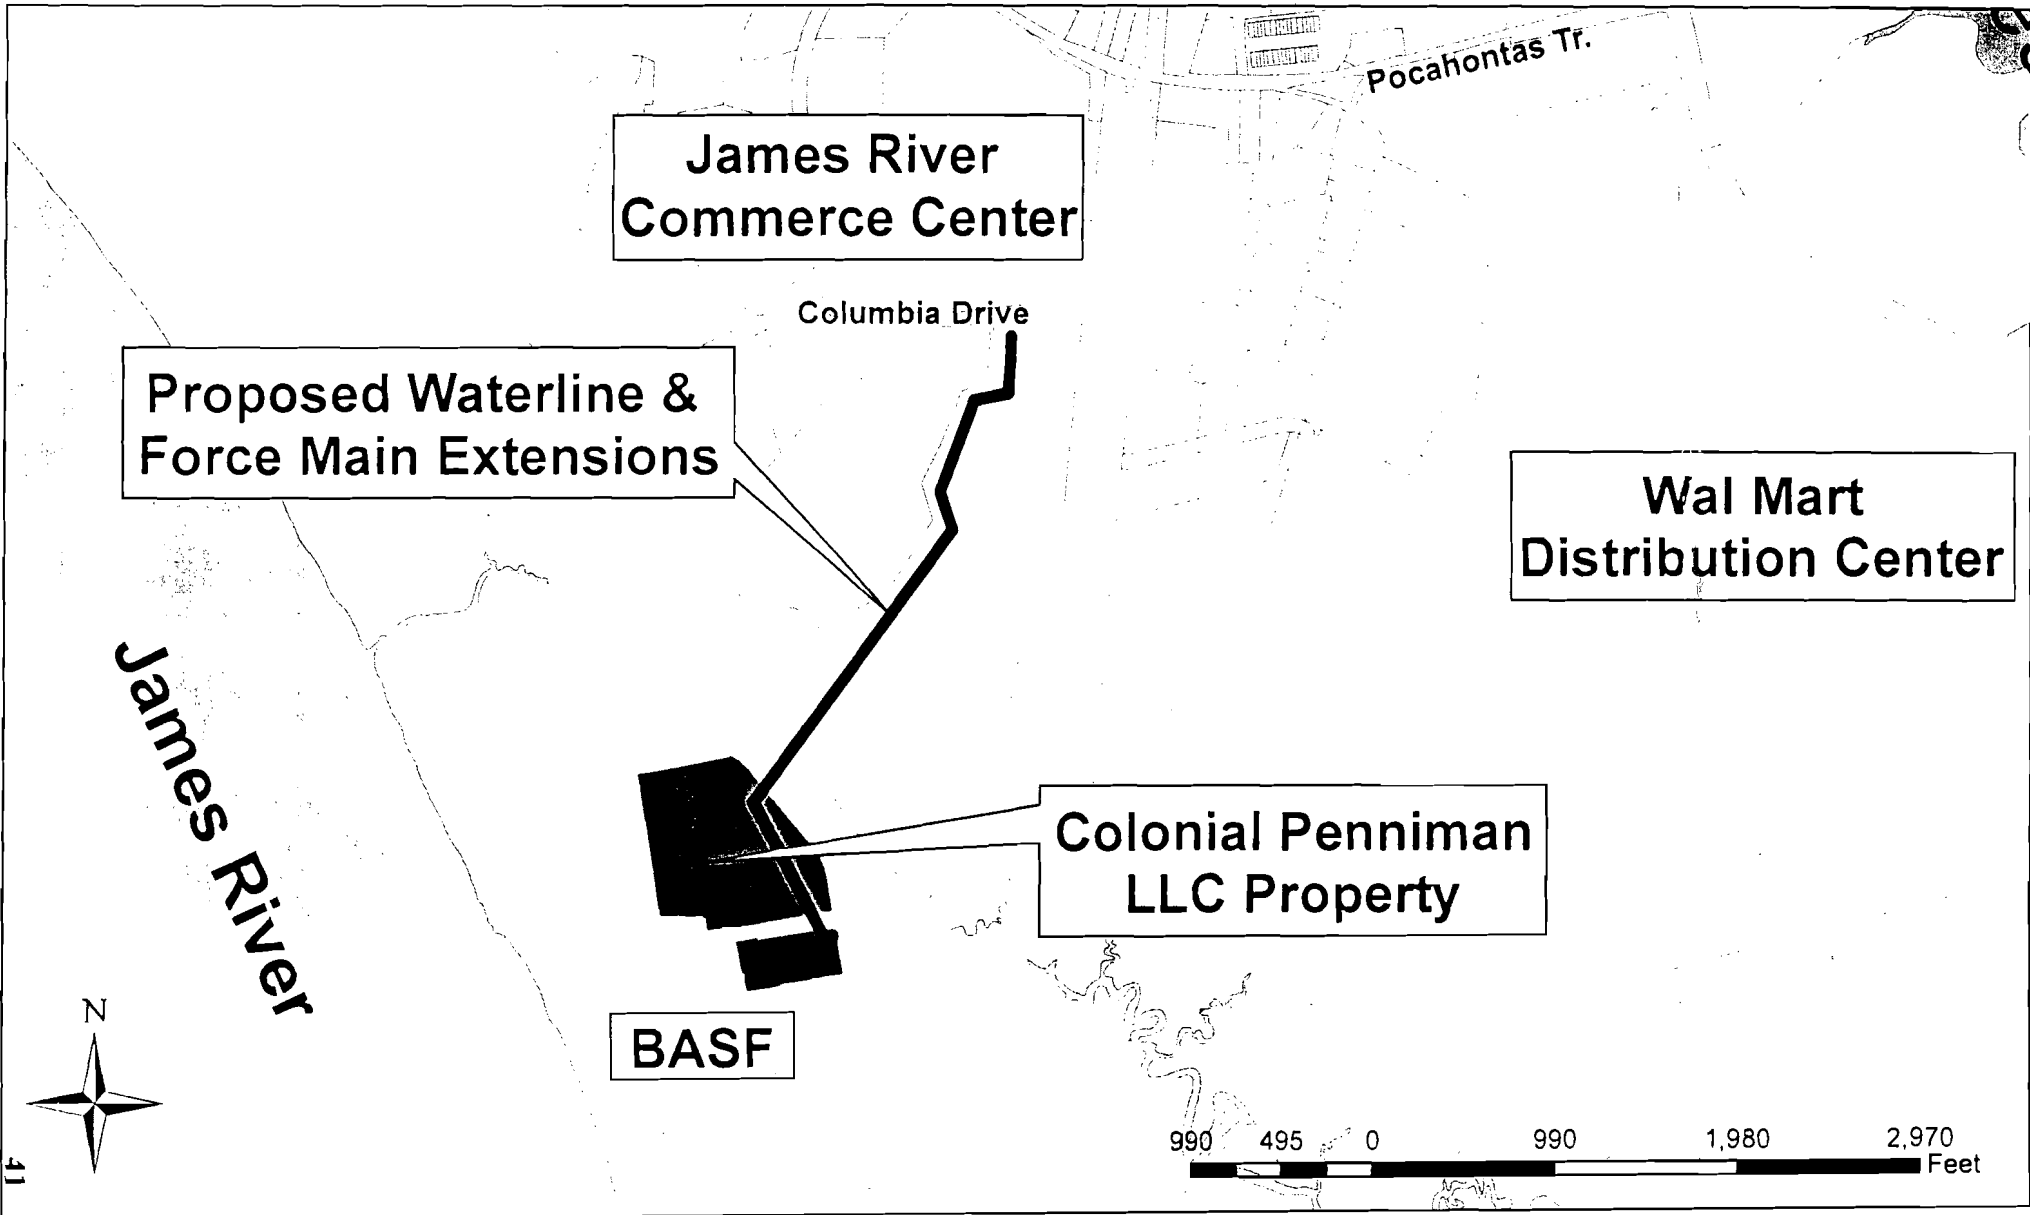 Pocahontas Tr.
James River
Commerce Center
Columbia Drive
Proposed Waterline &
Force Main Extensions
Wal Mart
Distribution Center
James River
Colonial Penniman
LLC Property
N
BASF
990 495 0 990 1,980 2,970
Feet
41